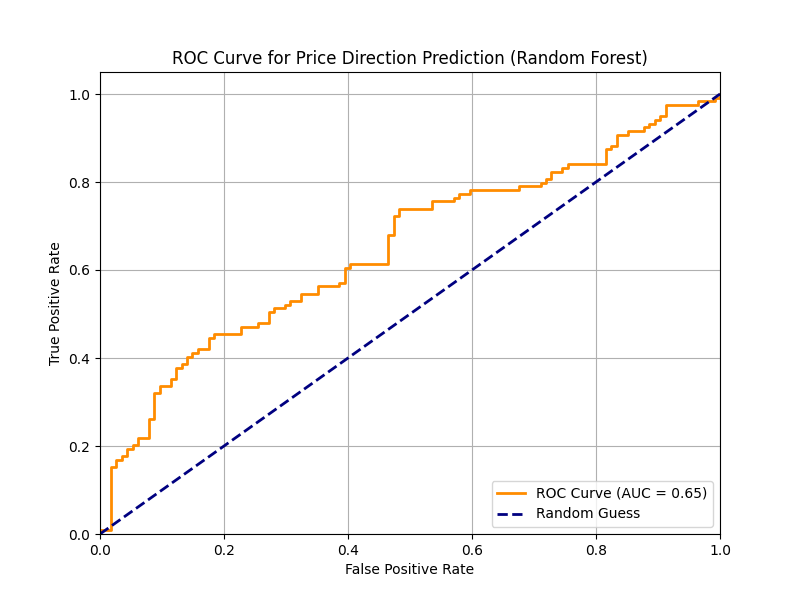 ROC Curve for Price Direction Prediction (Random Forest)
True Positive Rate
1.0
0.8
0.6
0.4
0.2
0.0
0.0 0.2 0.4 0.6 0.8 1.0
False Positive Rate
ROC Curve (AUC = 0.65)
Random Guess